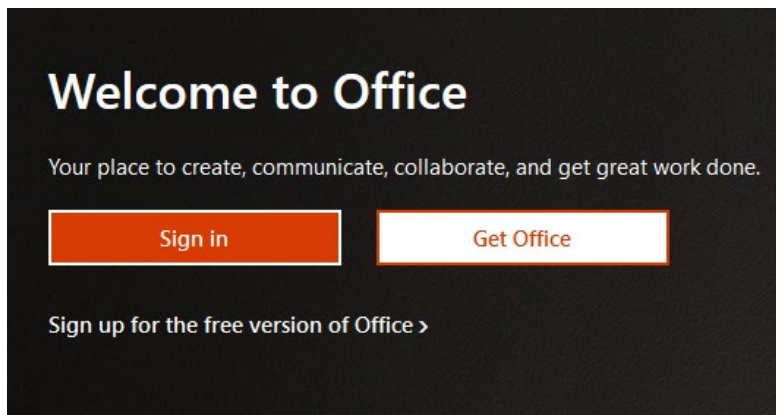 Welcome to Office
Your place to create, communicate, collaborate, and get great work done.
Sign in
Get Office
Sign up for the free version of Office >